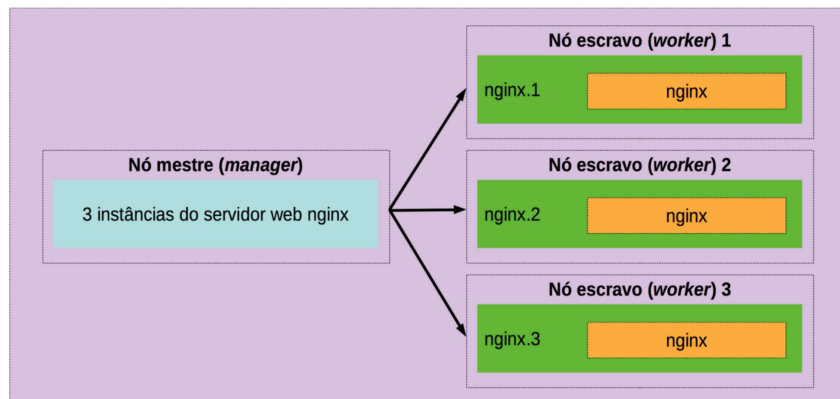 Nó mestre (manager)
3 instâncias do servidor web nginx
Nó escravo (worker) 1
nginx.1
nginx
Nó escravo (worker) 2
nginx.2
nginx
Nó escravo (worker) 3
nginx.3
nginx